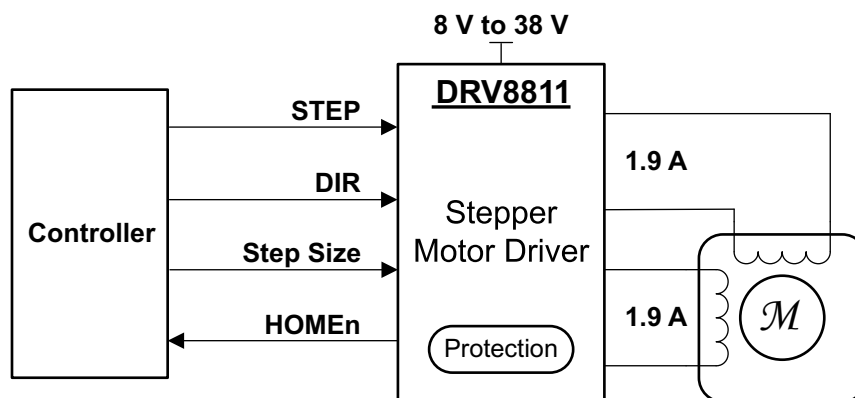 8 V to 38 V
DRV8811
STEP
1.9 A
DIR
Controller
Stepper
Motor Driver
Step Size
HOMEn
1.9 A
M
Protection